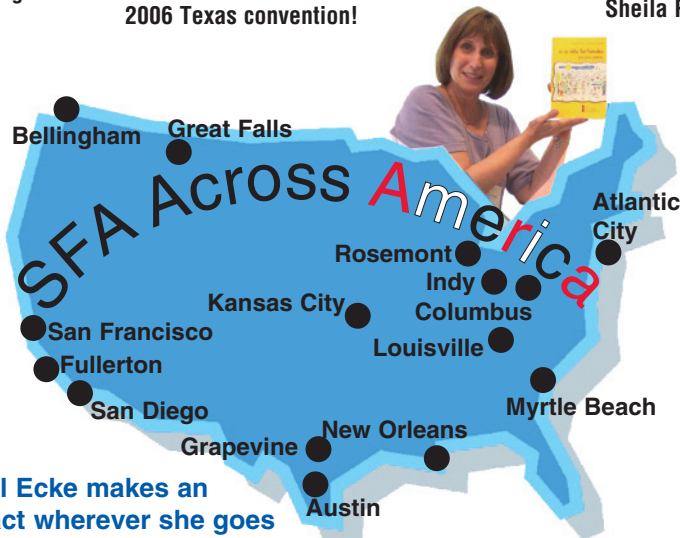 2006 Texas convention!
Sheila
Bellingham
Great Falls
SFA Across America
Atlantic
City
Rosemont
Indy
Columbus
Kansas City
Louisville
San Francisco
Fullerton
San Diego
Myrtle Beach
New Orleans
Grapevine
Austin
Ecke makes an
wherever she goes